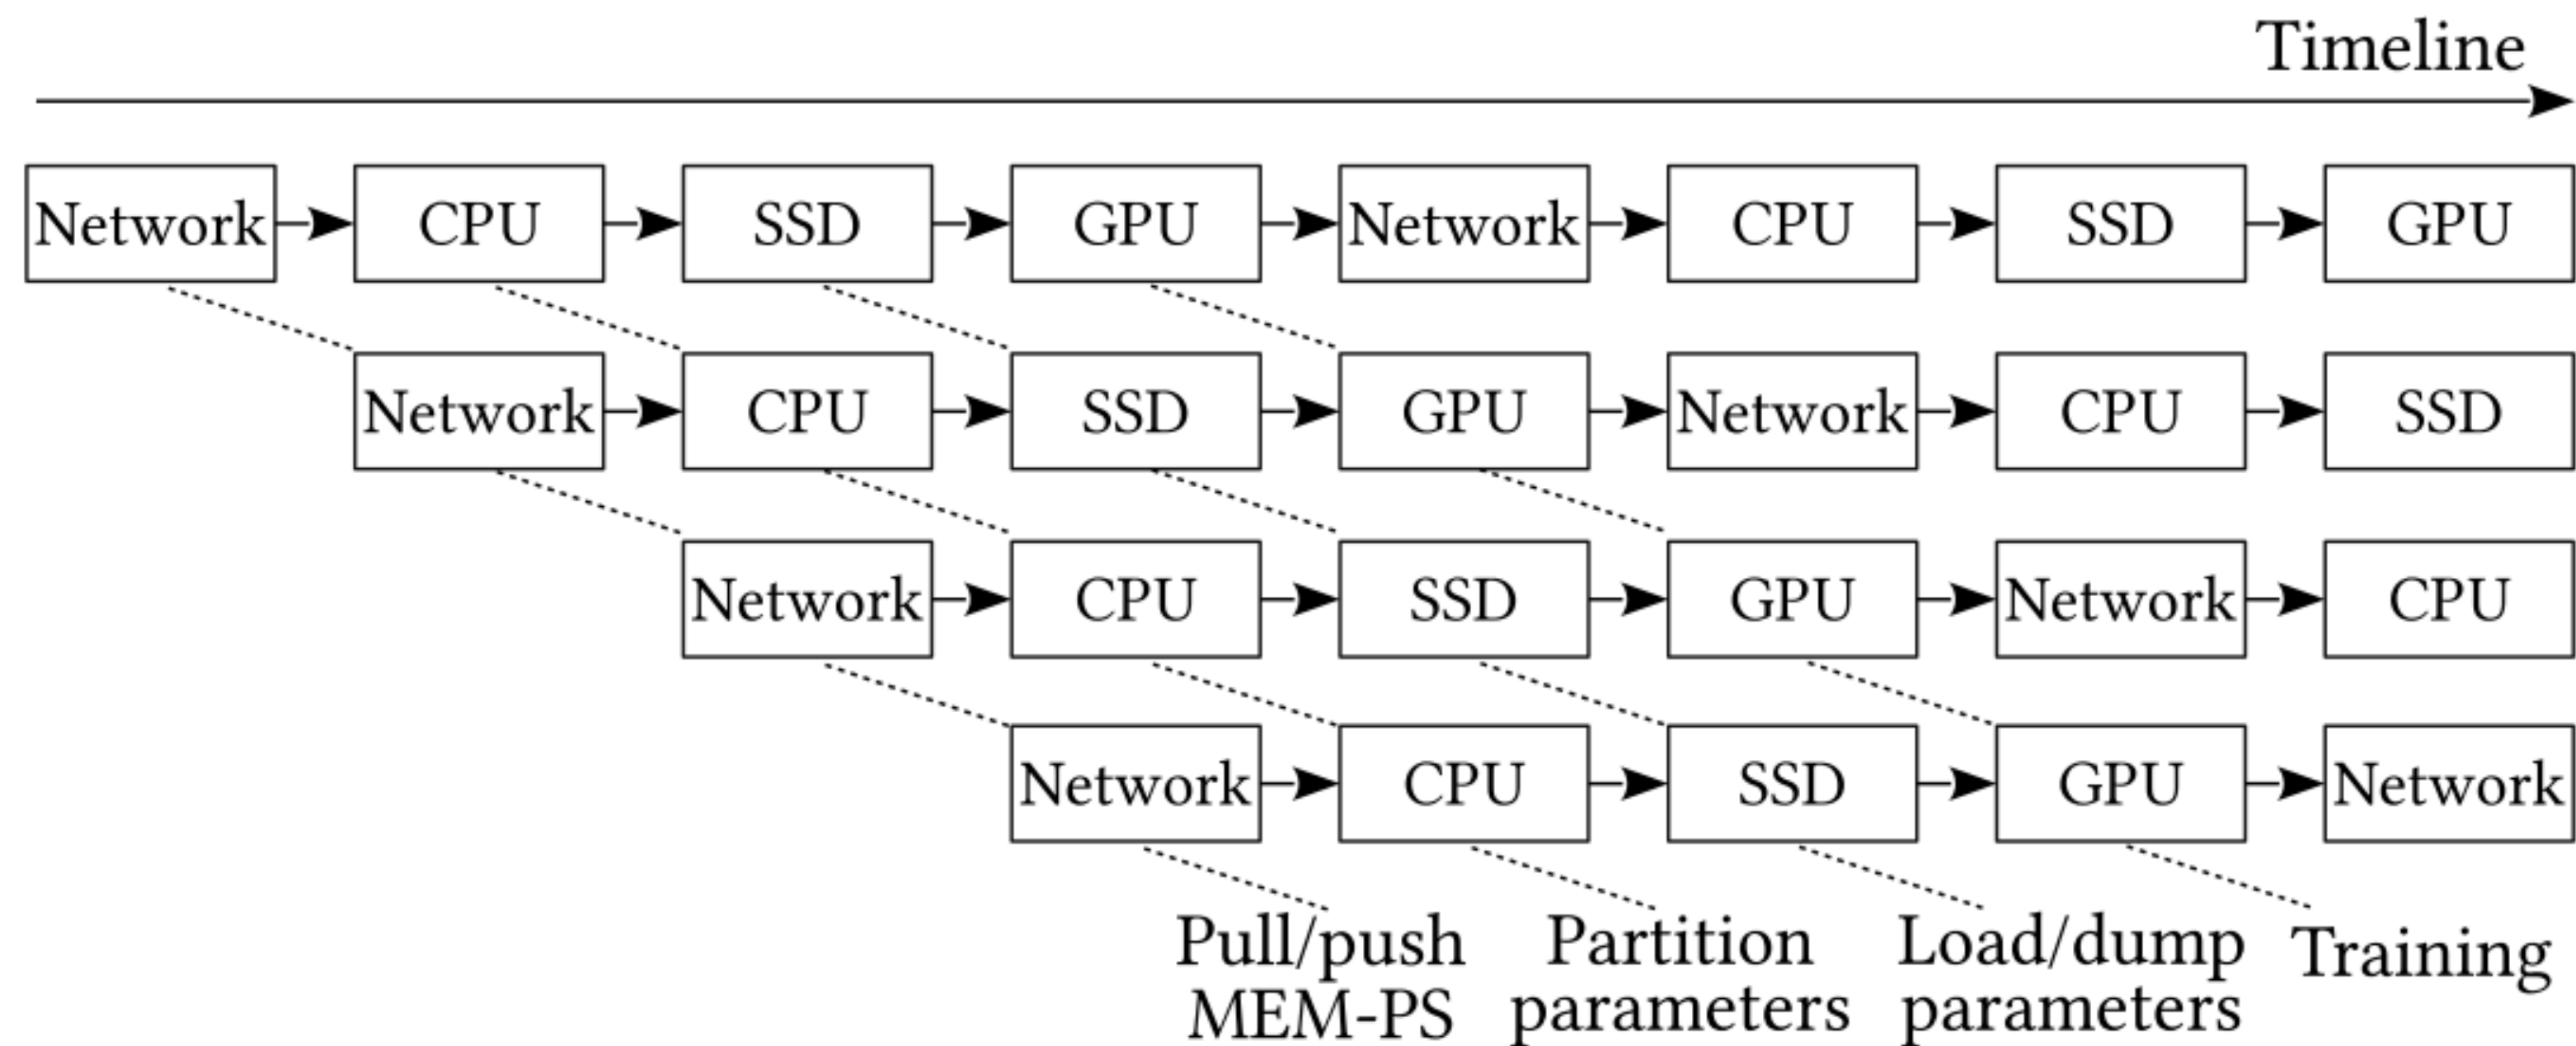 Timeline
Network CPU SSD GPU Network CPU SSD GPU
Network CPU SSD GPU Network CPU SSD
Network CPU SSD GPU Network CPU
Network CPU SSD GPU Network
Pull/push Partition Load/dump Training
MEM-PS parameters parameters